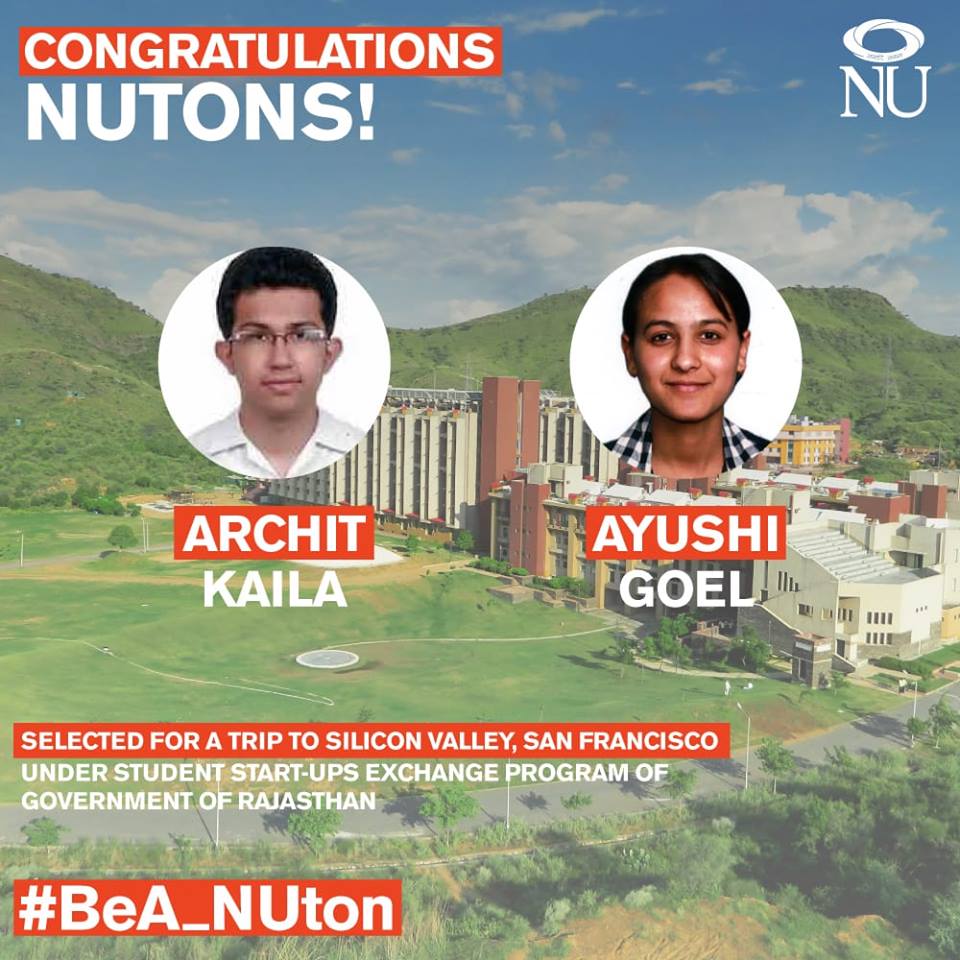 CONGRATULATIONS
NUTONS!
NU
ARCHIT
KAILA
AYUSHI
GOEL
SELECTED FOR A TRIP TO SILICON VALLEY, SAN FRANCISCO
UNDER STUDENT START-UPS EXCHANGE PROGRAM OF
GOVERNMENT OF RAJASTHAN
#BeA_NUton